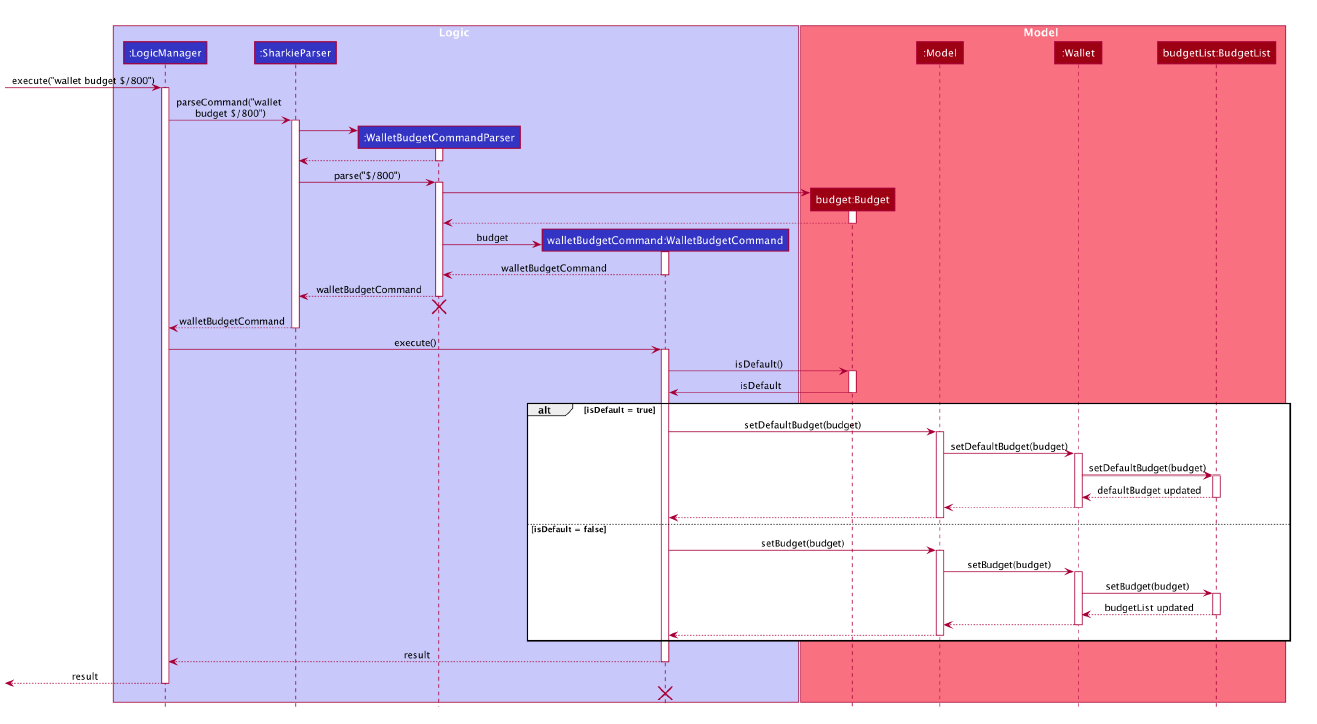 Logic
Model
:LogicManager
:SharkieParser
:Model
:Wallet
budgetList:BudgetList
execute("wallet budget $/800")
parseCommand("wallet
budget $/800")
:WalletBudgetCommandParser
parse("$/800")
budget:Budget
budget
walletBudgetCommand:WalletBudgetCommand
walletBudgetCommand
walletBudgetCommand
walletBudgetCommand
execute()
isDefault()
isDefault
alt
[isDefault = true]
setDefaultBudget(budget)
setDefaultBudget(budget)
setDefaultBudget(budget)
defaultBudget updated
[isDefault = false]
setBudget(budget)
setBudget(budget)
setBudget(budget)
budgetList updated
result
result